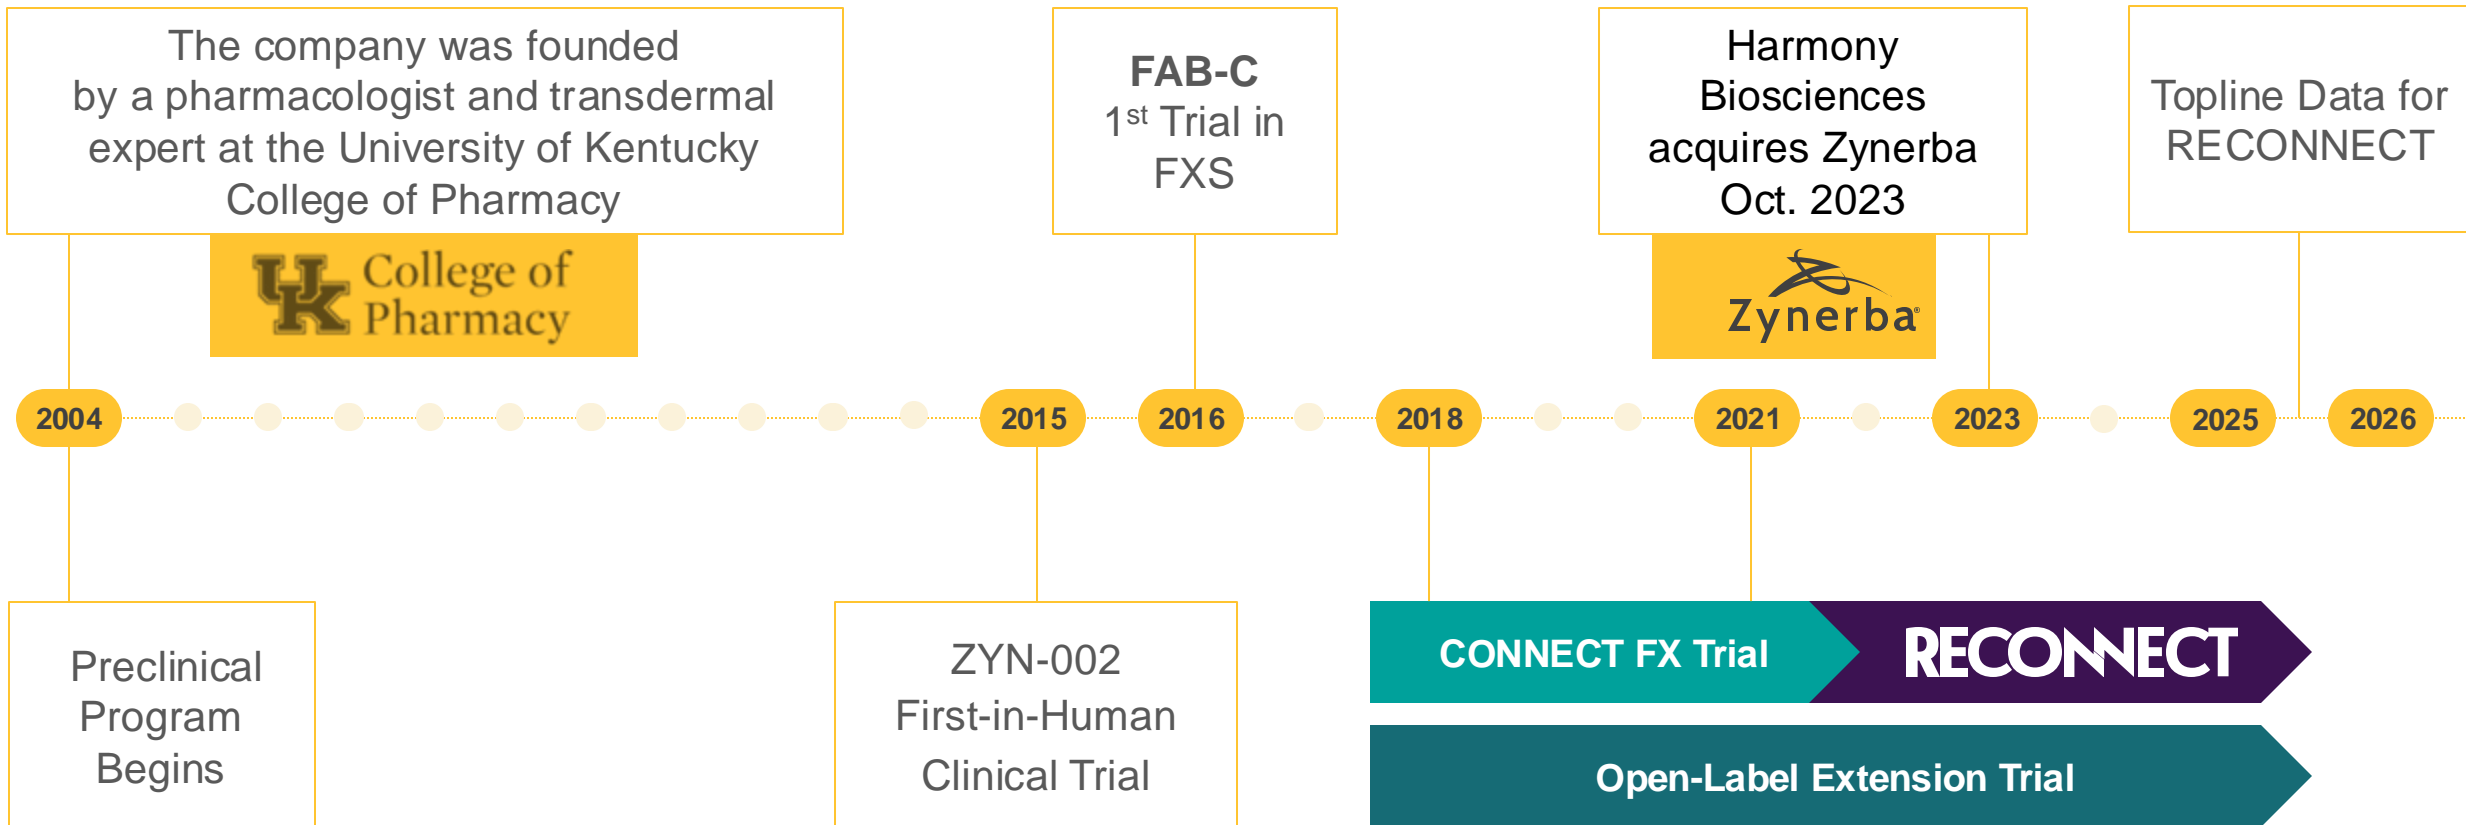 The company was founded
by a pharmacologist and transdermal
expert at the University of Kentucky
College of Pharmacy
UK College of
Pharmacy
FAB-C
1st Trial in
FXS
Harmony
Biosciences
acquires Zynerba
Oct. 2023
Zynerba®
Topline Data for
RECONNECT
2004
2015
2016
2018
2021
2023
2025
2026
Preclinical
Program
Begins
ZYN-002
First-in-Human
Clinical Trial
CONNECT FX Trial
RECONNECT
Open-Label Extension Trial